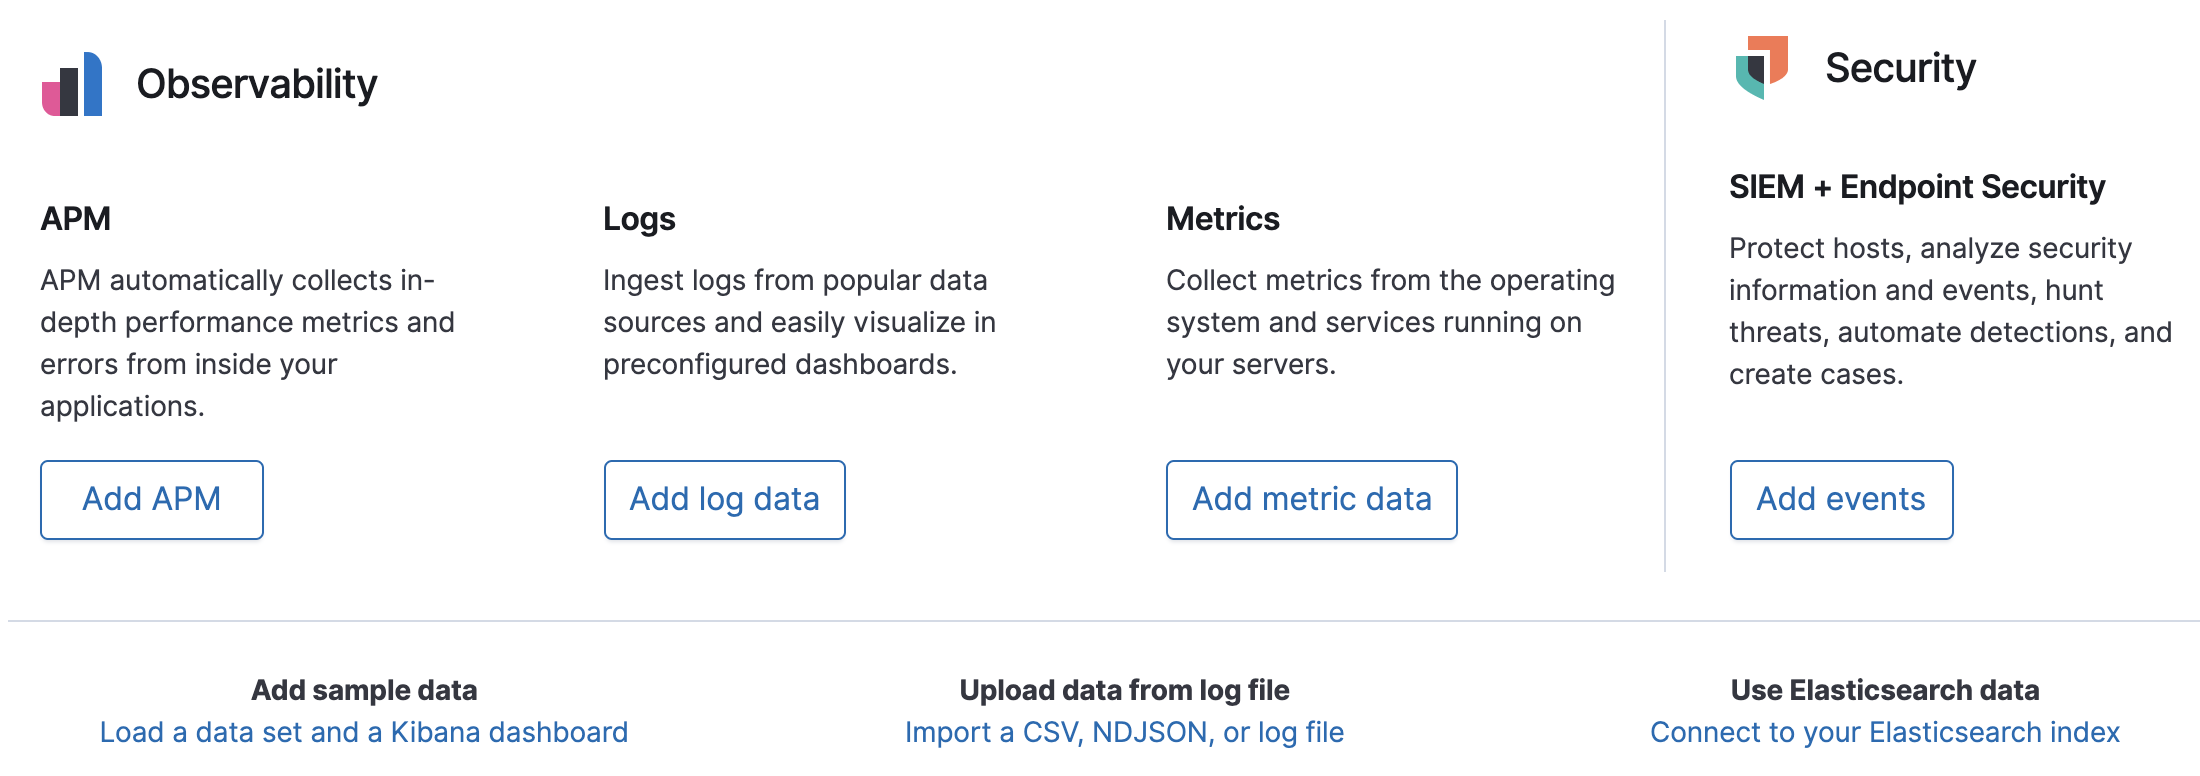 Observability
APM
APM automatically collects in-
depth performance metrics and
errors from inside your
applications.
Add APM
Logs
Ingest logs from popular data
sources and easily visualize in
preconfigured dashboards.
Add log data
Metrics
Collect metrics from the operating
system and services running on
your servers.
Add metric data
Security
SIEM + Endpoint Security
Protect hosts, analyze security
information and events, hunt
threats, automate detections, and
create cases.
Add events
Add sample data
Load a data set and a Kibana dashboard
Upload data from log file
Import a CSV, NDJSON, or log file
Use Elasticsearch data
Connect to your Elasticsearch index